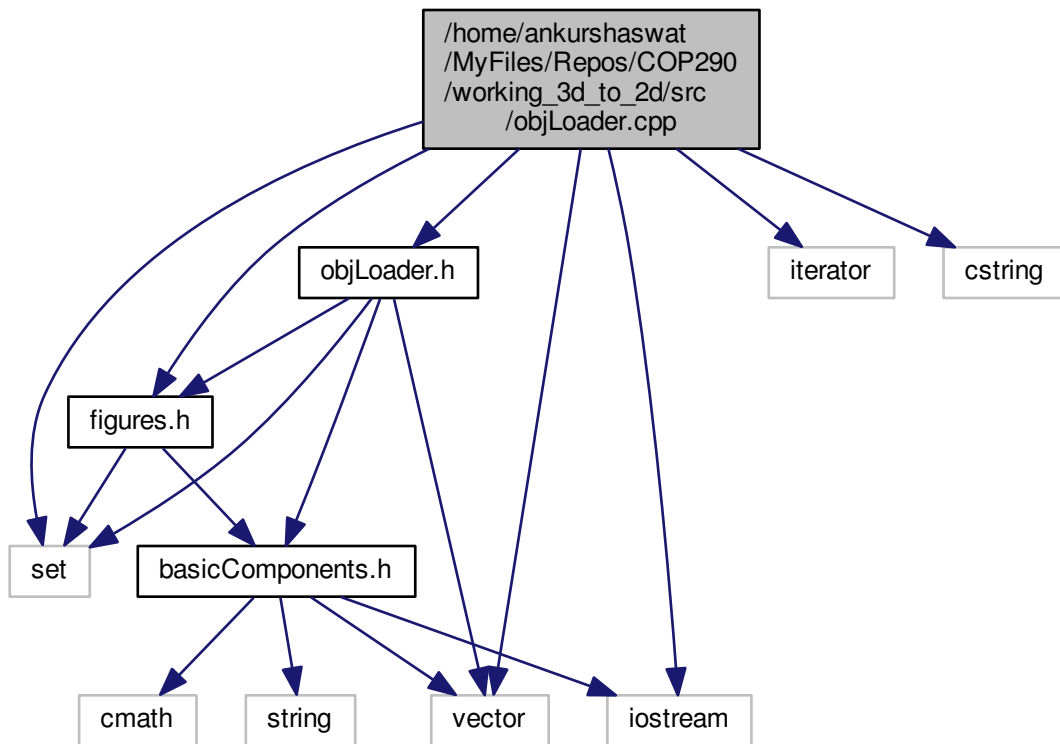 /home/ankurshaswat
/MyFiles/Repos/COP290
/working_3d_to_2d/src
/objLoader.cpp
objLoader.h
iterator
cstring
figures.h
set
basicComponents.h
cmath
string
vector
iostream